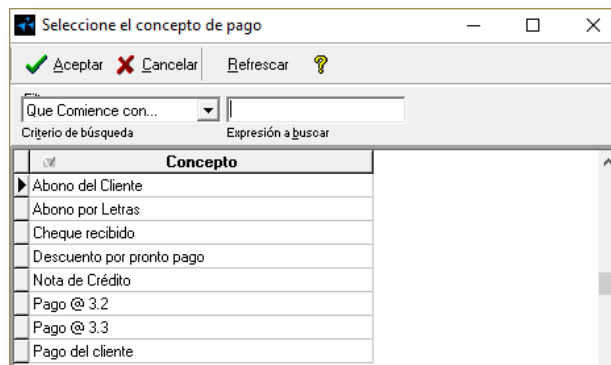 Seleccione el concepto de pago
Aceptar Cancelar Refrescar
Que Comience con...
Criterio de búsqueda Expresión a buscar
Concepto
Abono del Cliente
Abono por Letras
Cheque recibido
Descuento por pronto pago
Nota de Crédito
Pago @ 3.2
Pago @ 3.3
Pago del cliente